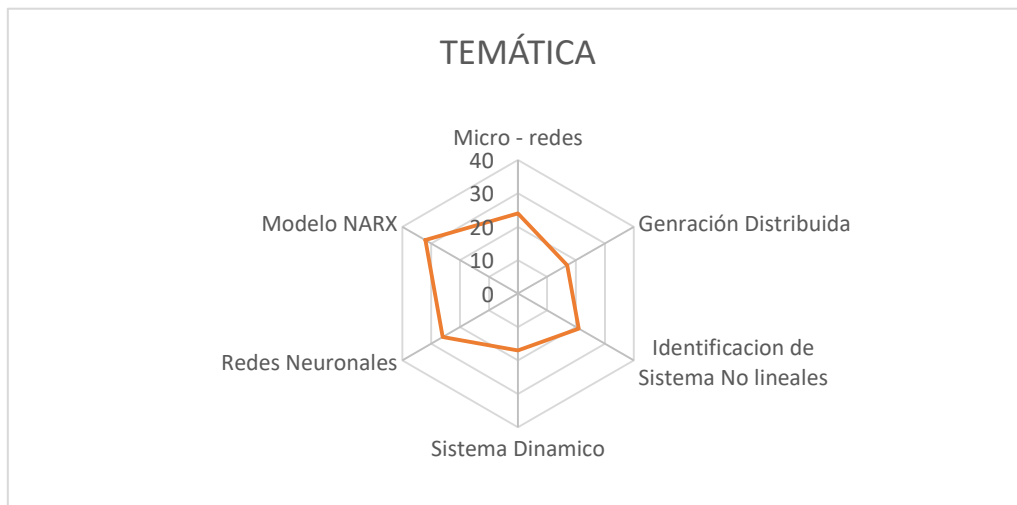 TEMÁTICA
Micro - redes
40
30
20
10
0
Modelo NARX
Genración Distribuida
Redes Neuronales
Identificacion de
Sistema No lineales
Sistema Dinamico